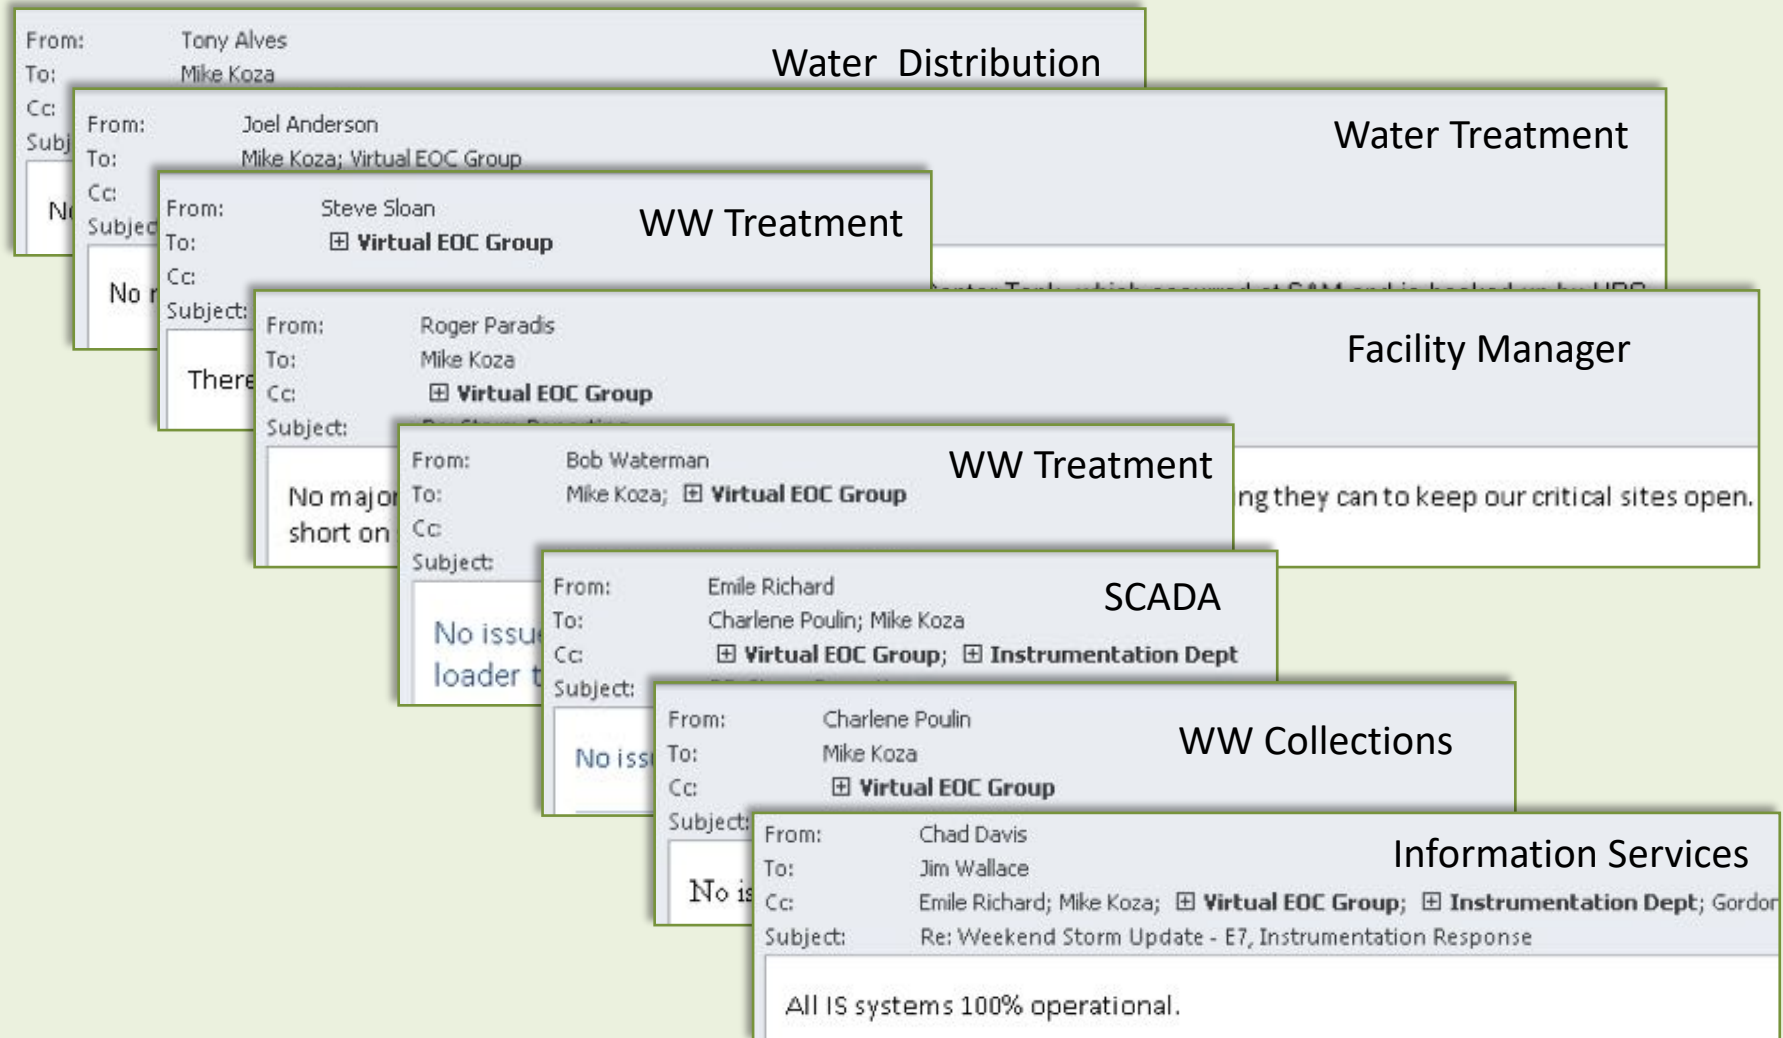 From: Tony Alves
To: Mike Koza
Cc:
Subj
Water Distribution
From: Joel Anderson
To: Mike Koza; Virtual EOC Group
Cc:
Subjec
Water Treatment
No
From: Steve Sloan
To: Virtual EOC Group
Cc:
Subject:
WW Treatment
There
From: Roger Paradis
To: Mike Koza
Cc: Virtual EOC Group
Subject:
Facility Manager
No major
ng they can to keep our critical sites open.
short on
From: Bob Waterman
To: Mike Koza; Virtual EOC Group
Cc:
Subject:
WW Treatment
No issue
loader t
From: Emile Richard
To: Charlene Poulin; Mike Koza
Cc: Virtual EOC Group; Instrumentation Dept
Subject:
SCADA
No issu
From: Charlene Poulin
To: Mike Koza
Cc: Virtual EOC Group
Subject:
WW Collections
No is
From: Chad Davis
To: Jim Wallace
Cc: Emile Richard; Mike Koza; Virtual EOC Group; Instrumentation Dept; Gordon
Subject: Re: Weekend Storm Update - E7, Instrumentation Response
Information Services
All IS systems 100% operational.